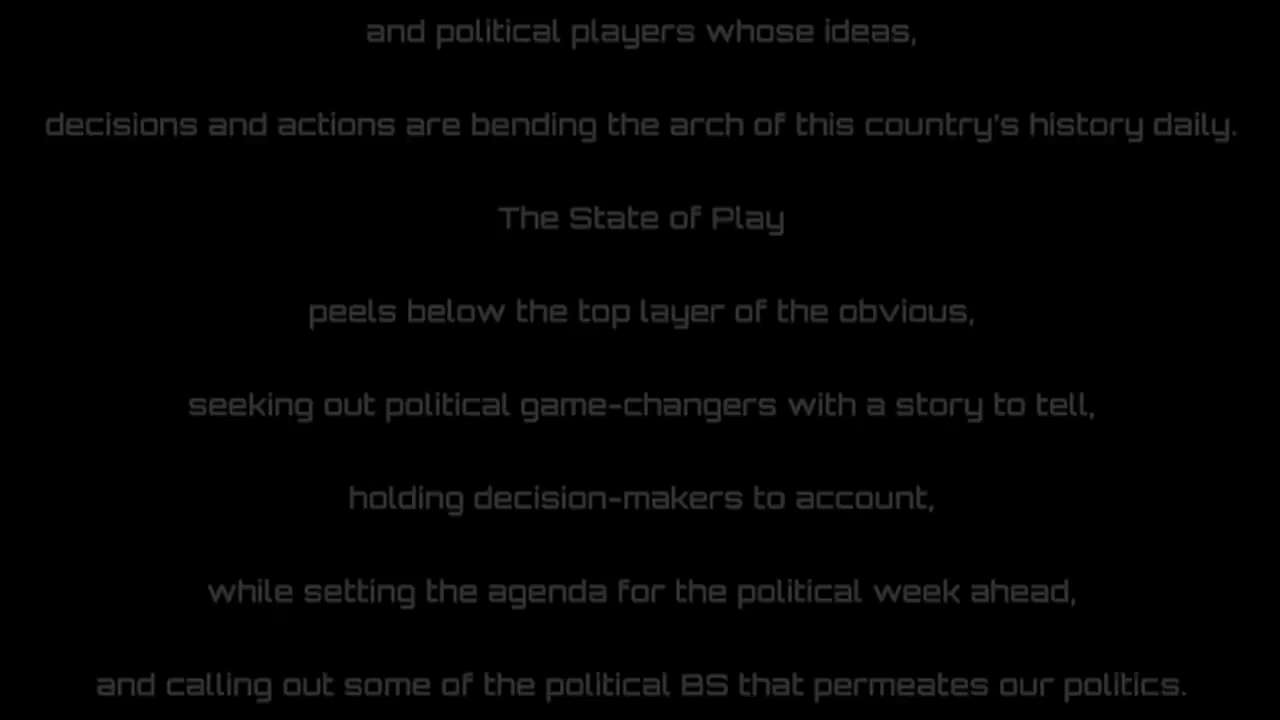 and political players whose ideas,
decisions and actions are bending the arch of this country's history daily.
The State of Play
peels below the top layer of the obvious,
seeking out political game-changers with a story to tell,
holding decision-makers to account,
while setting the agenda for the political week ahead,
and calling out some of the political BS that permeates our politics.